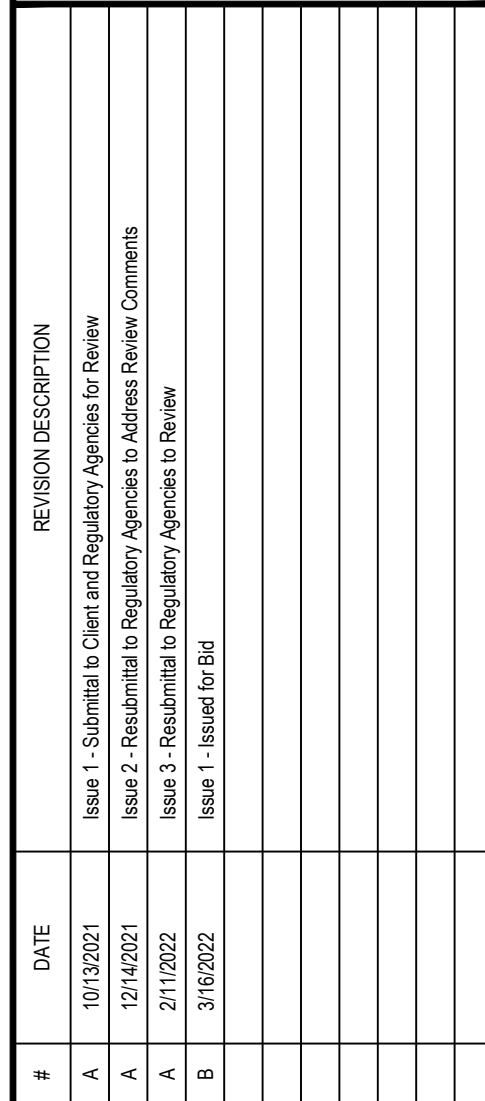 # DATE REVISION DESCRIPTION
A 10/13/2021 Issue 1 - Submittal to Client and Regulatory Agencies for Review
A 12/14/2021 Issue 2 - Resubmittal to Regulatory Agencies to Address Review Comments
A 2/11/2022 Issue 3 - Resubmittal to Regulatory Agencies to Review
B 3/16/2022 Issue 1 - Issued for Bid